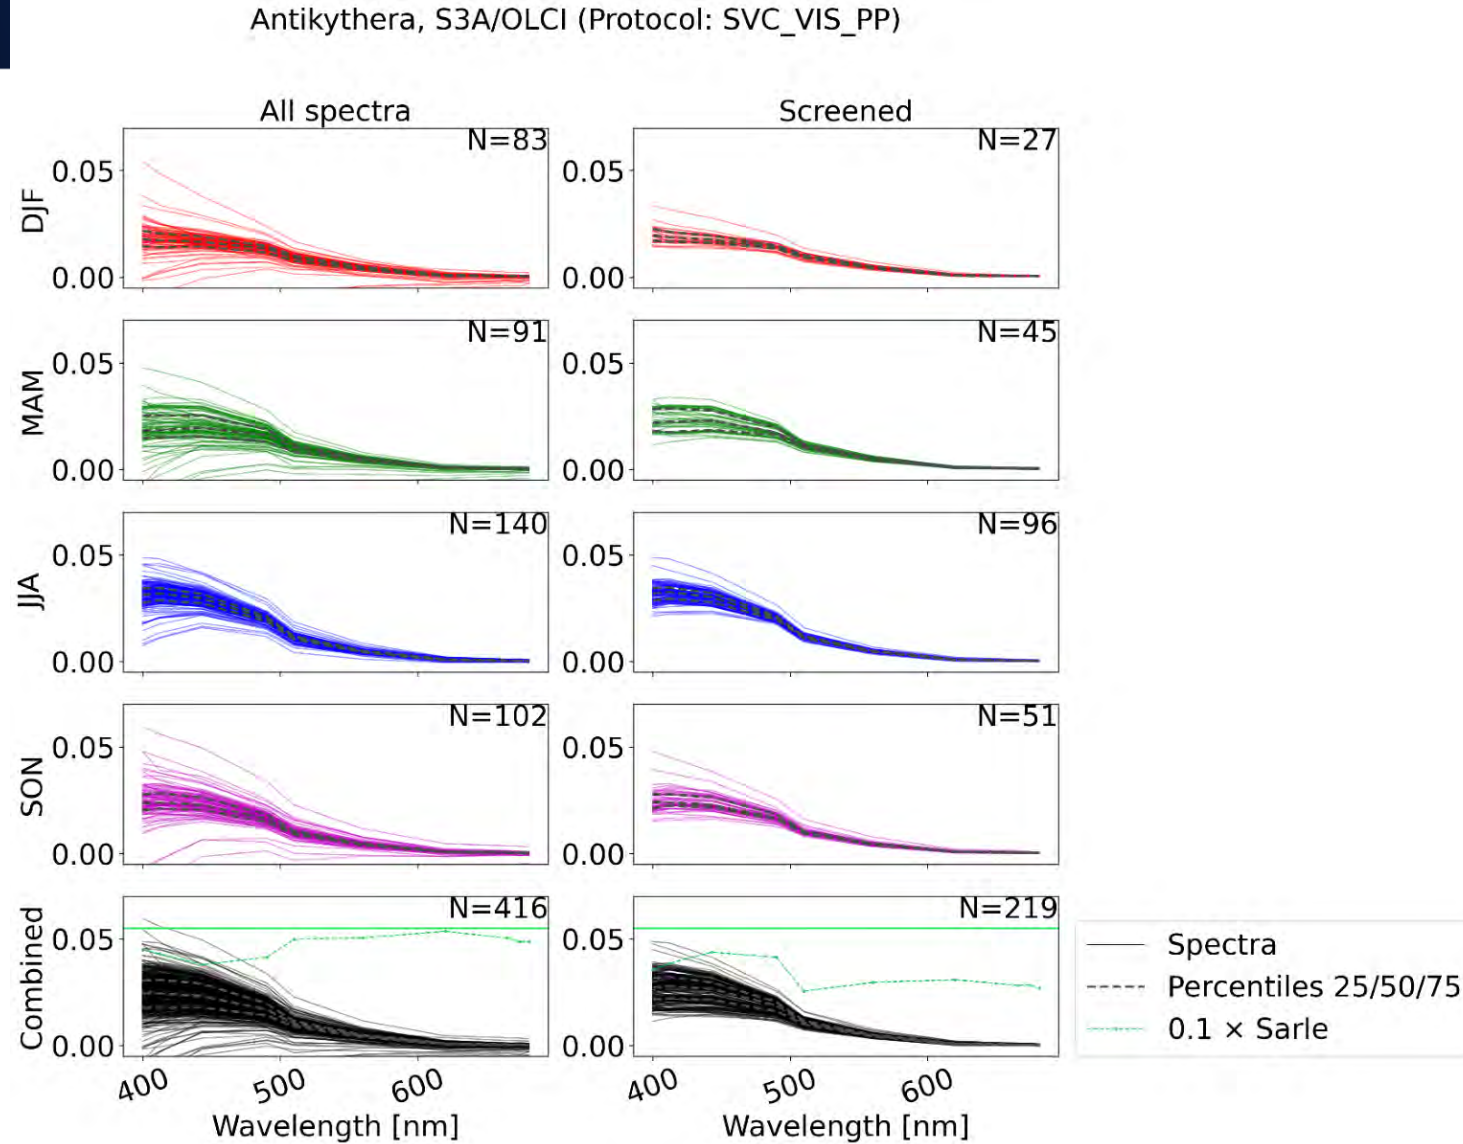 Antikythera, S3A/OLCI (Protocol: SVC_VIS_PP)
All spectra
Screened
DJF
0.05
0.00
N=83
0.05
0.00
N=27
MAM
0.05
0.00
N=91
0.05
0.00
N=45
JJA
0.05
0.00
N=140
0.05
0.00
N=96
SON
0.05
0.00
N=102
0.05
0.00
N=51
Combined
0.05
0.00
N=416
0.05
0.00
N=219
400 500 600
400 500 600
Wavelength [nm]
Wavelength [nm]
Spectra
Percentiles 25/50/75
0.1 × Sarle